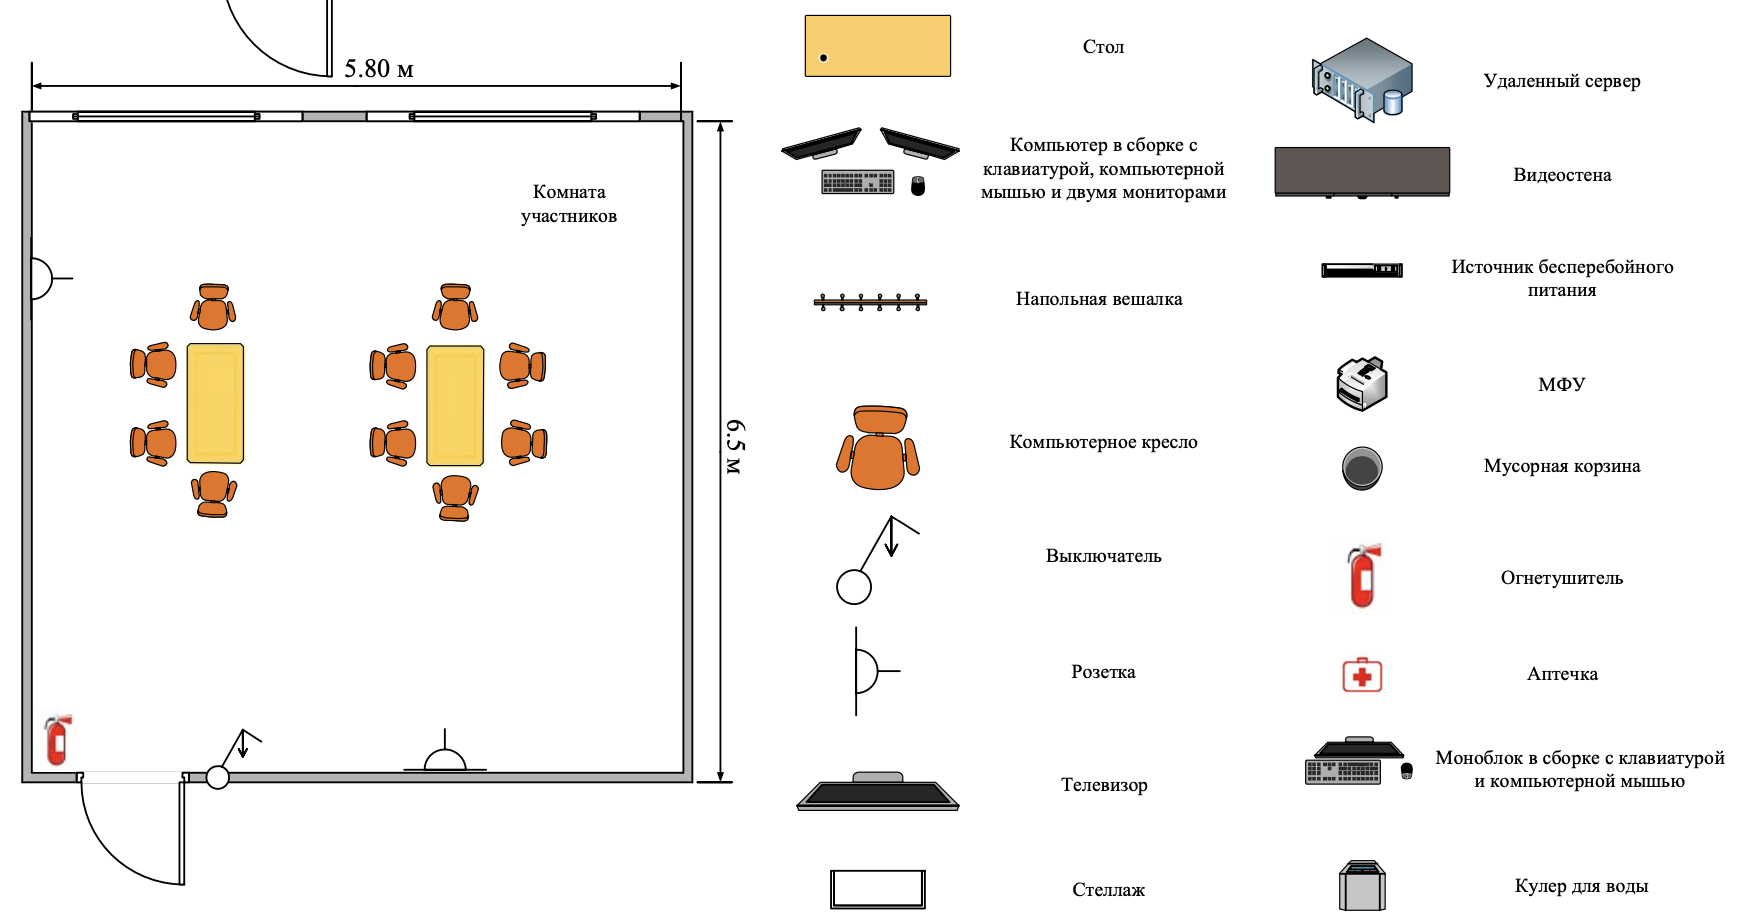 5.80 м
Комната
участников
6.5 м
Стол
Компьютер в сборке с
клавиатурой, компьютерной
мышью и двумя мониторами
Напольная вешалка
Компьютерное кресло
Выключатель
Розетка
Телевизор
Стеллаж
Удаленный сервер
Видеостена
Источник бесперебойного
питания
МФУ
Мусорная корзина
Огнетушитель
Аптечка
Моноблок в сборке с клавиатурой
и компьютерной мышью
Кулер для воды